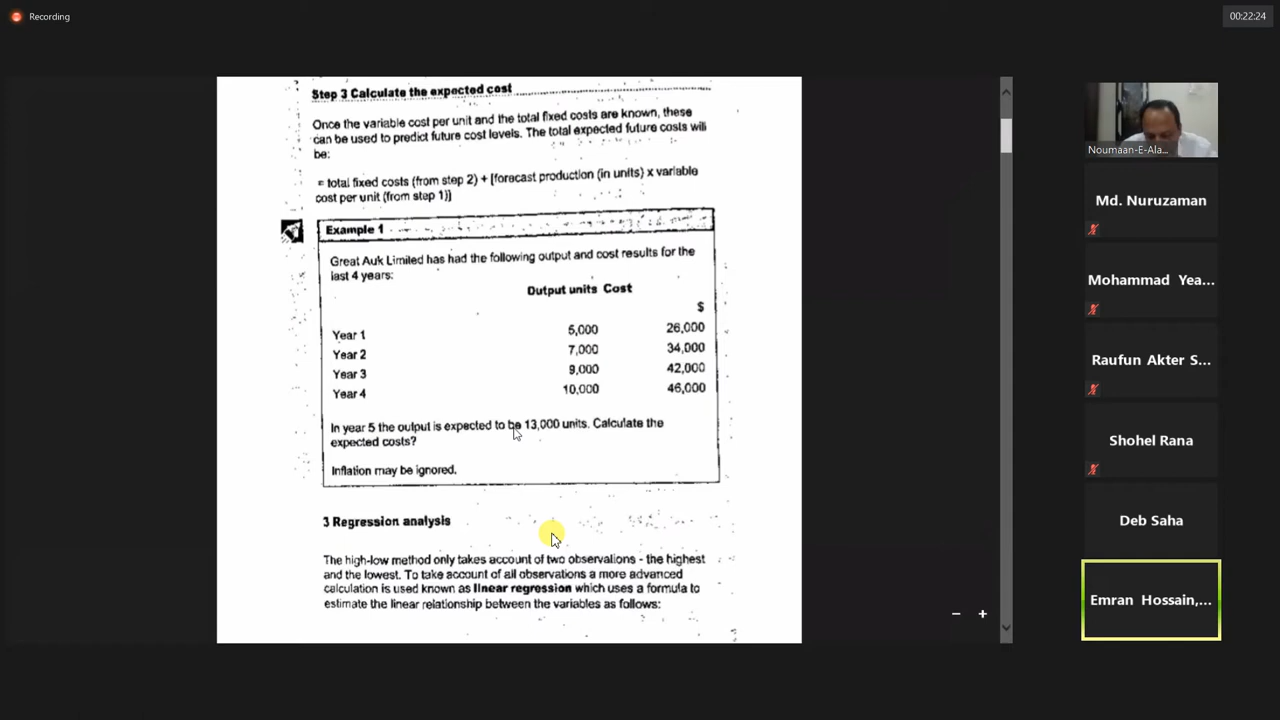 Recording
00:22:24
Step 3 Calculate the expected cost
Once the variable cost per unit and the total fixed costs are known, these
can be used to predict future cost levels. The total expected future costs will
be:
= total fixed costs (from step 2) + [forecast production (in units) x variable
cost per unit (from step 1)]
Example 1
Great Auk Limited has had the following output and cost results for the
last 4 years:
Output units Cost
$
Year 1 5,000 26,000
Year 2 7,000 34,000
Year 3 9,000 42,000
Year 4 10,000 46,000
In year 5 the output is expected to be 13,000 units. Calculate the
expected costs?
Inflation may be ignored.
3 Regression analysis
The high-low method only takes account of two observations - the highest
and the lowest. To take account of all observations a more advanced
calculation is used known as linear regression which uses a formula to
estimate the linear relationship between the variables as follows:
Noumaan-E-Ala...
Md. Nuruzaman
Mohammad Yea...
Raufun Akter S...
Shohel Rana
Deb Saha
Emran Hossain,...